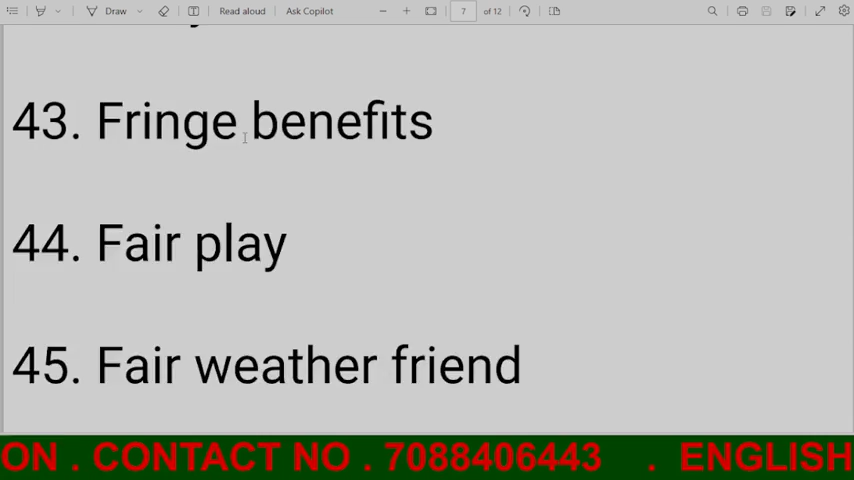 Draw
Read aloud
Ask Copilot
7
of 12
43. Fringe benefits
44. Fair play
45. Fair weather friend
ON . CONTACT NO . 7088406443 . ENGLISH